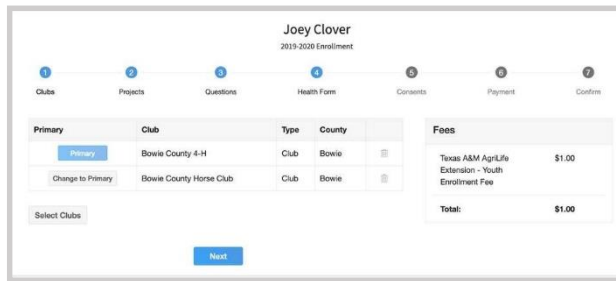 Joey Clover
2019-2020 Enrollment
1 2 3 4 5 6 7
Clubs Projects Questions Health Form Consents Payment Confirm
Primary Club Type County
Primary Bowie County 4-H Club Bowie
Change to Primary Bowie County Horse Club Club Bowie
Select Clubs
Next
Fees
Texas A&M AgriLife $1.00
Extension - Youth
Enrollment Fee
Total: $1.00